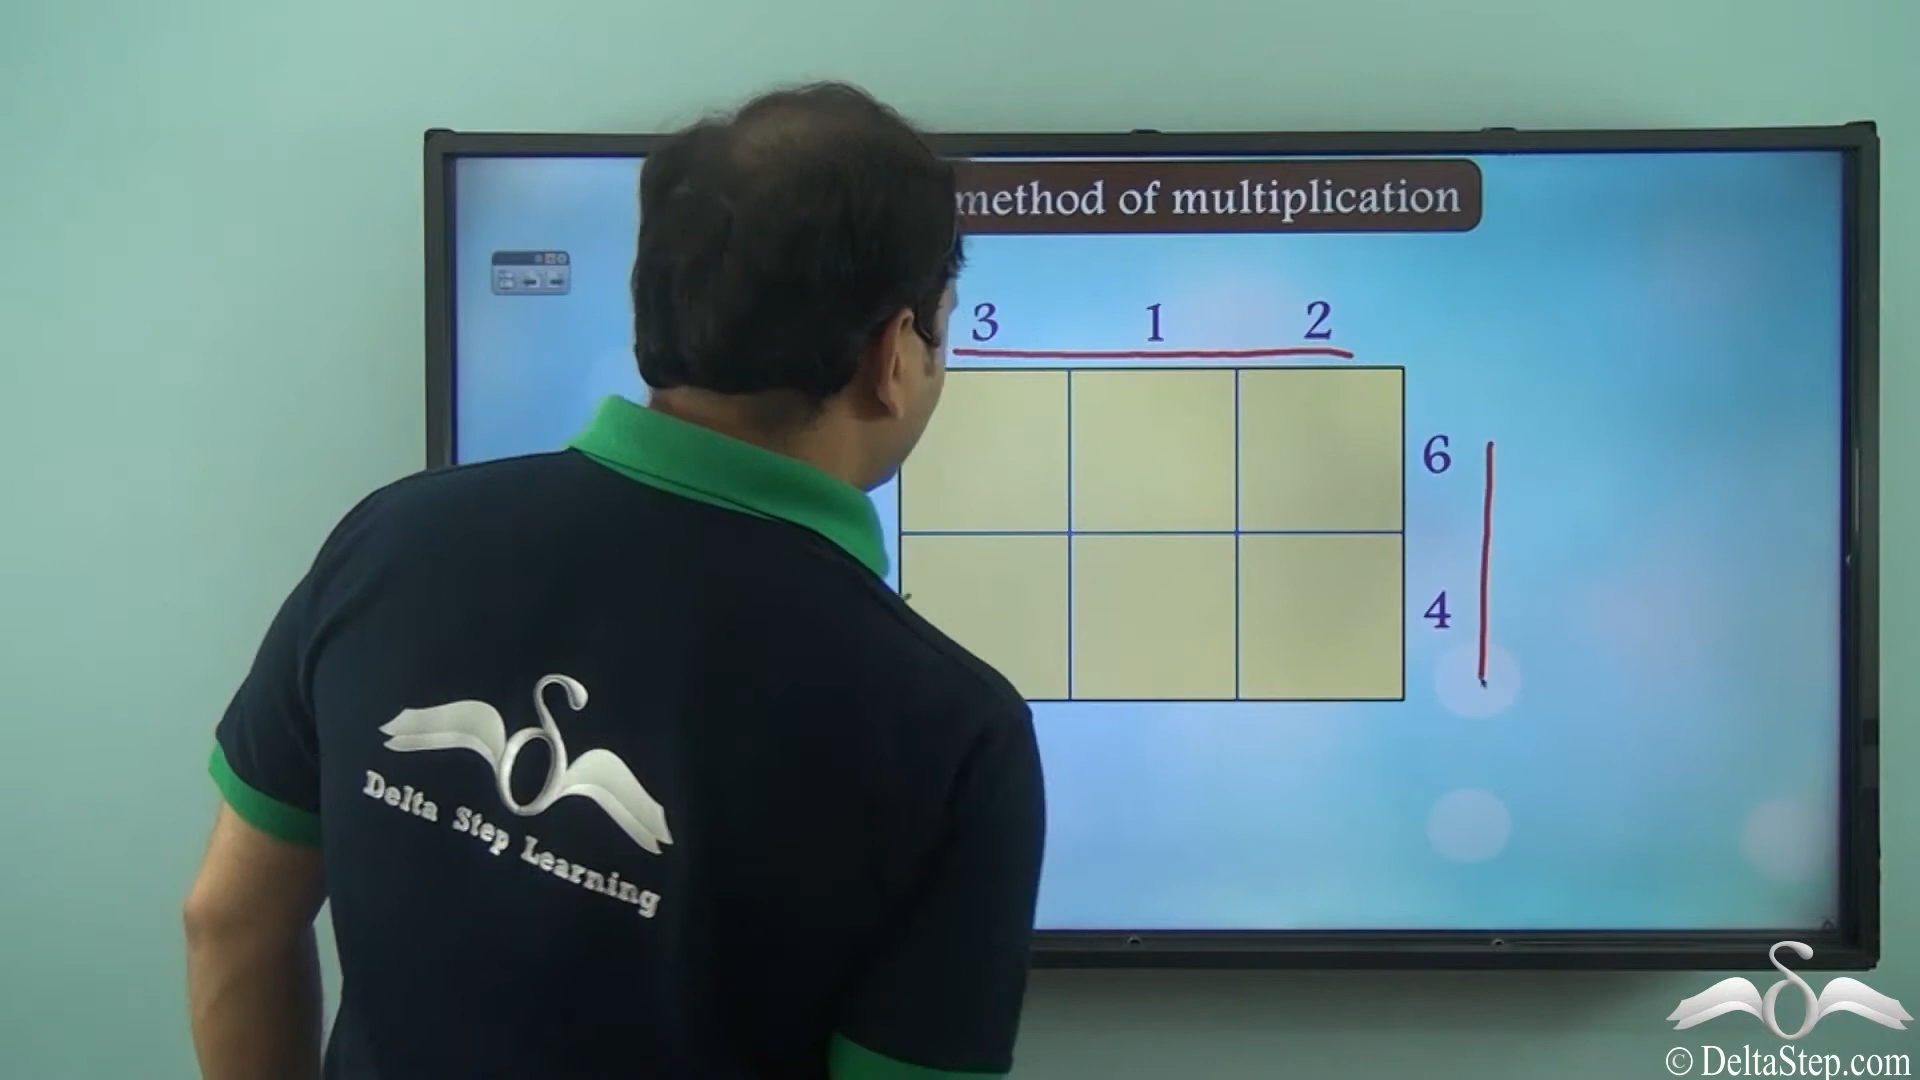 method of multiplication
3 1 2
6
4
Delta Step Learning
© DeltaStep.com